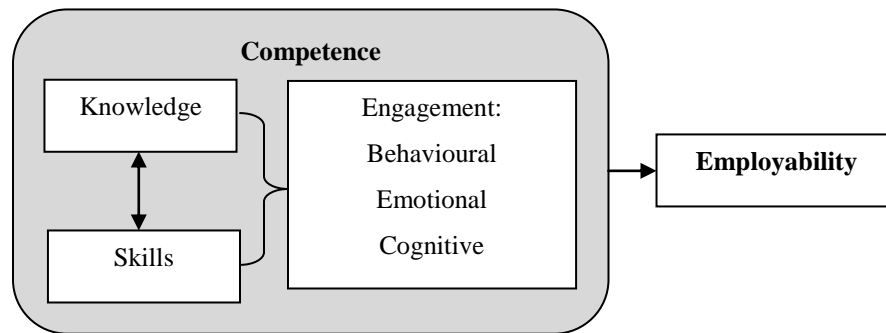 Competence
Knowledge
Skills
Engagement:
Behavioural
Emotional
Cognitive
Employability